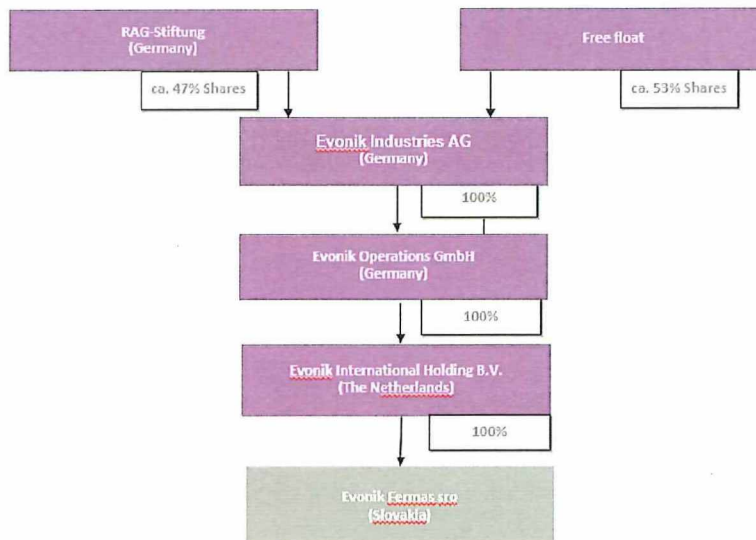 RAG-Stiftung
(Germany)
Free float
ca. 47% Shares
ca. 53% Shares
Evonik Industries AG
(Germany)
100%
Evonik Operations GmbH
(Germany)
100%
Evonik International Holding B.V.
(The Netherlands)
100%
Evonik Fermas sro
(Slovakia)